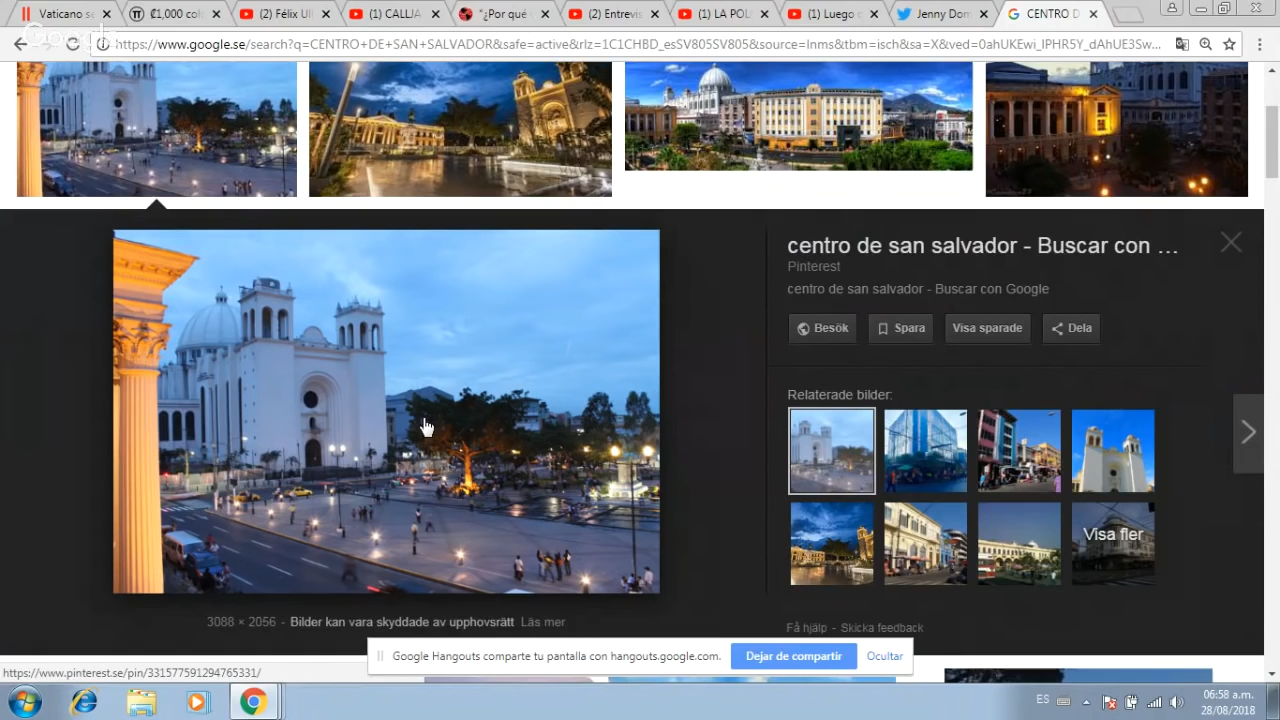 Vaticano se
₡1,000 colo
(2) Félix Ul
(1) CALLJA
"¿Por qué
(2) Entrevis
(1) LA POL
(1) Luego c
Jenny Dom
CENTRO D
https://www.google.se/search?q=CENTRO+DE+SAN+SALVADOR&safe=active&rlz=1C1CHBD_esSV805SV805&source=lnms&tbm=isch&sa=X&ved=0ahUKEwi_IPHR5Y_dAhUE3Sw...
centro de san salvador - Buscar con ...
Pinterest
centro de san salvador - Buscar con Google
Besök
Spara
Visa sparade
Dela
Relaterade bilder:
Visa fler
3088 × 2056 - Bilder kan vara skyddade av upphovsrätt Läs mer
Få hjälp - Skicka feedback
Google Hangouts comparte tu pantalla con hangouts.google.com.
Dejar de compartir
Ocultar
https://www.pinterest.se/pin/331577591294765331/
ES
06:58 a.m.
28/08/2018